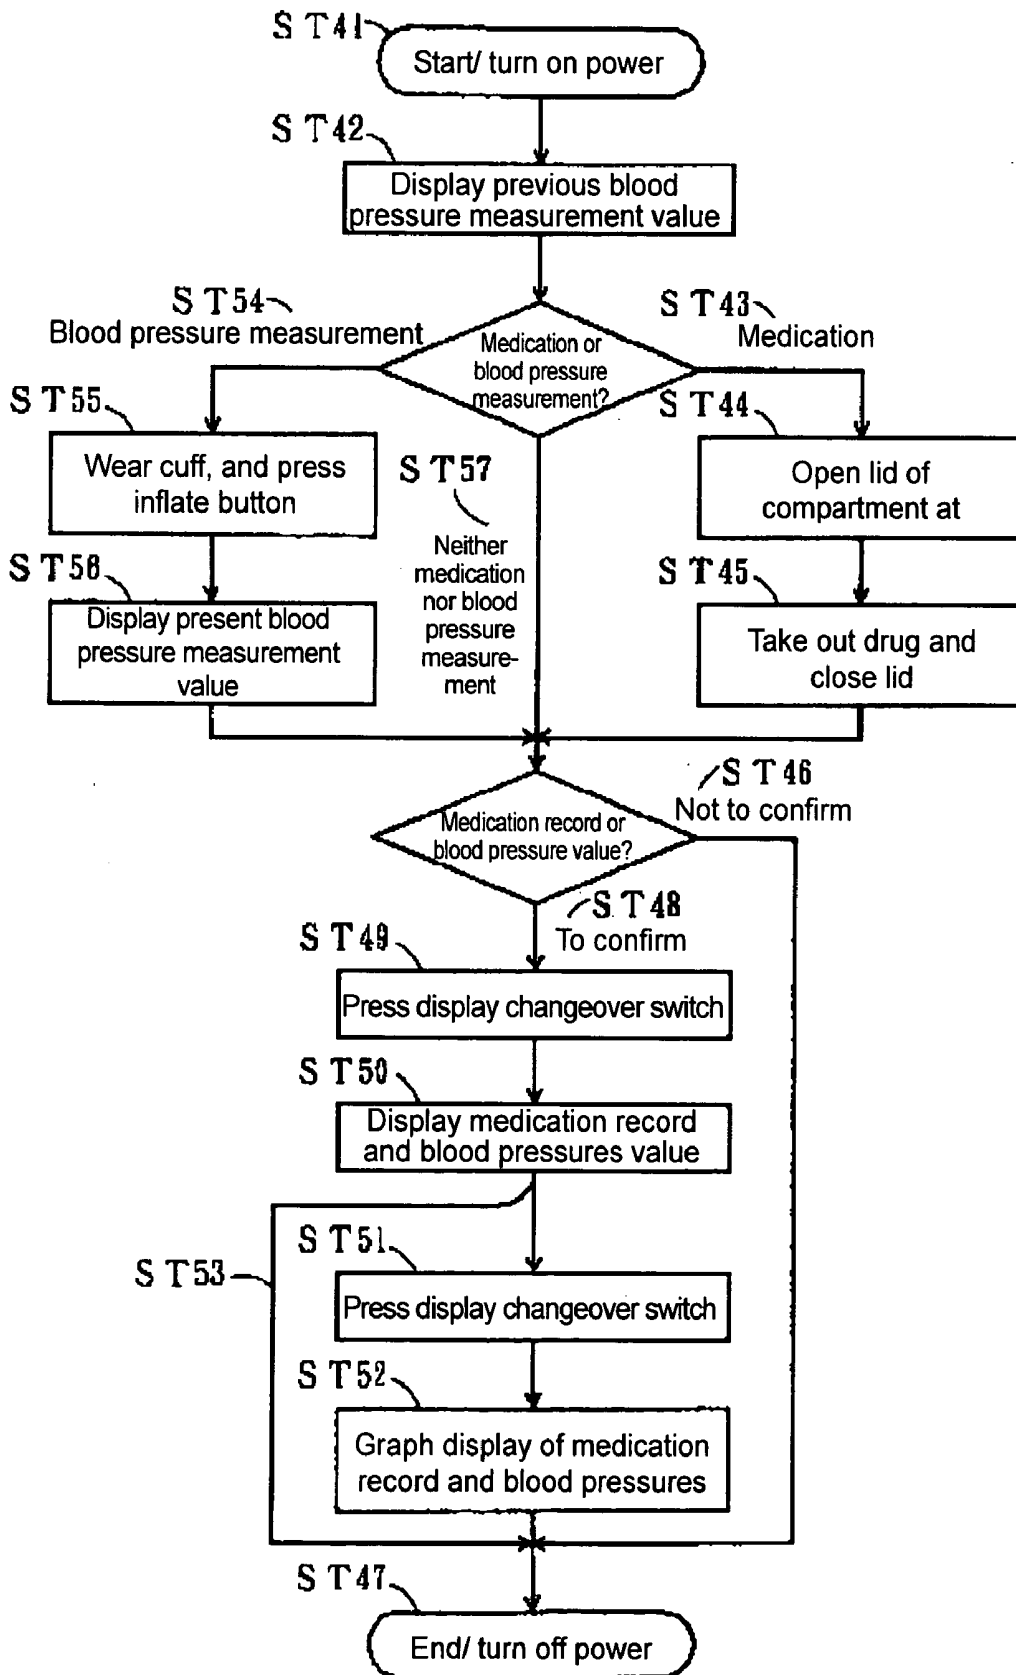 S T41
Start/ turn on power
S T42
Display previous blood
pressure measurement value
S T54
Blood pressure measurement
S T43
Medication
Medication or
blood pressure
measurement?
S T55
Wear cuff, and press
inflate button
S T44
Open lid of
compartment at
S T57
Neither
medication
nor blood
pressure
measure-
ment
S T56
Display present blood
pressure measurement
value
S T45
Take out drug and
close lid
S T46
Not to confirm
Medication record or
blood pressure value?
S T48
To confirm
S T49
Press display changeover switch
S T50
Display medication record
and blood pressures value
S T53
S T51
Press display changeover switch
S T52
Graph display of medication
record and blood pressures
S T47
End/ turn off power